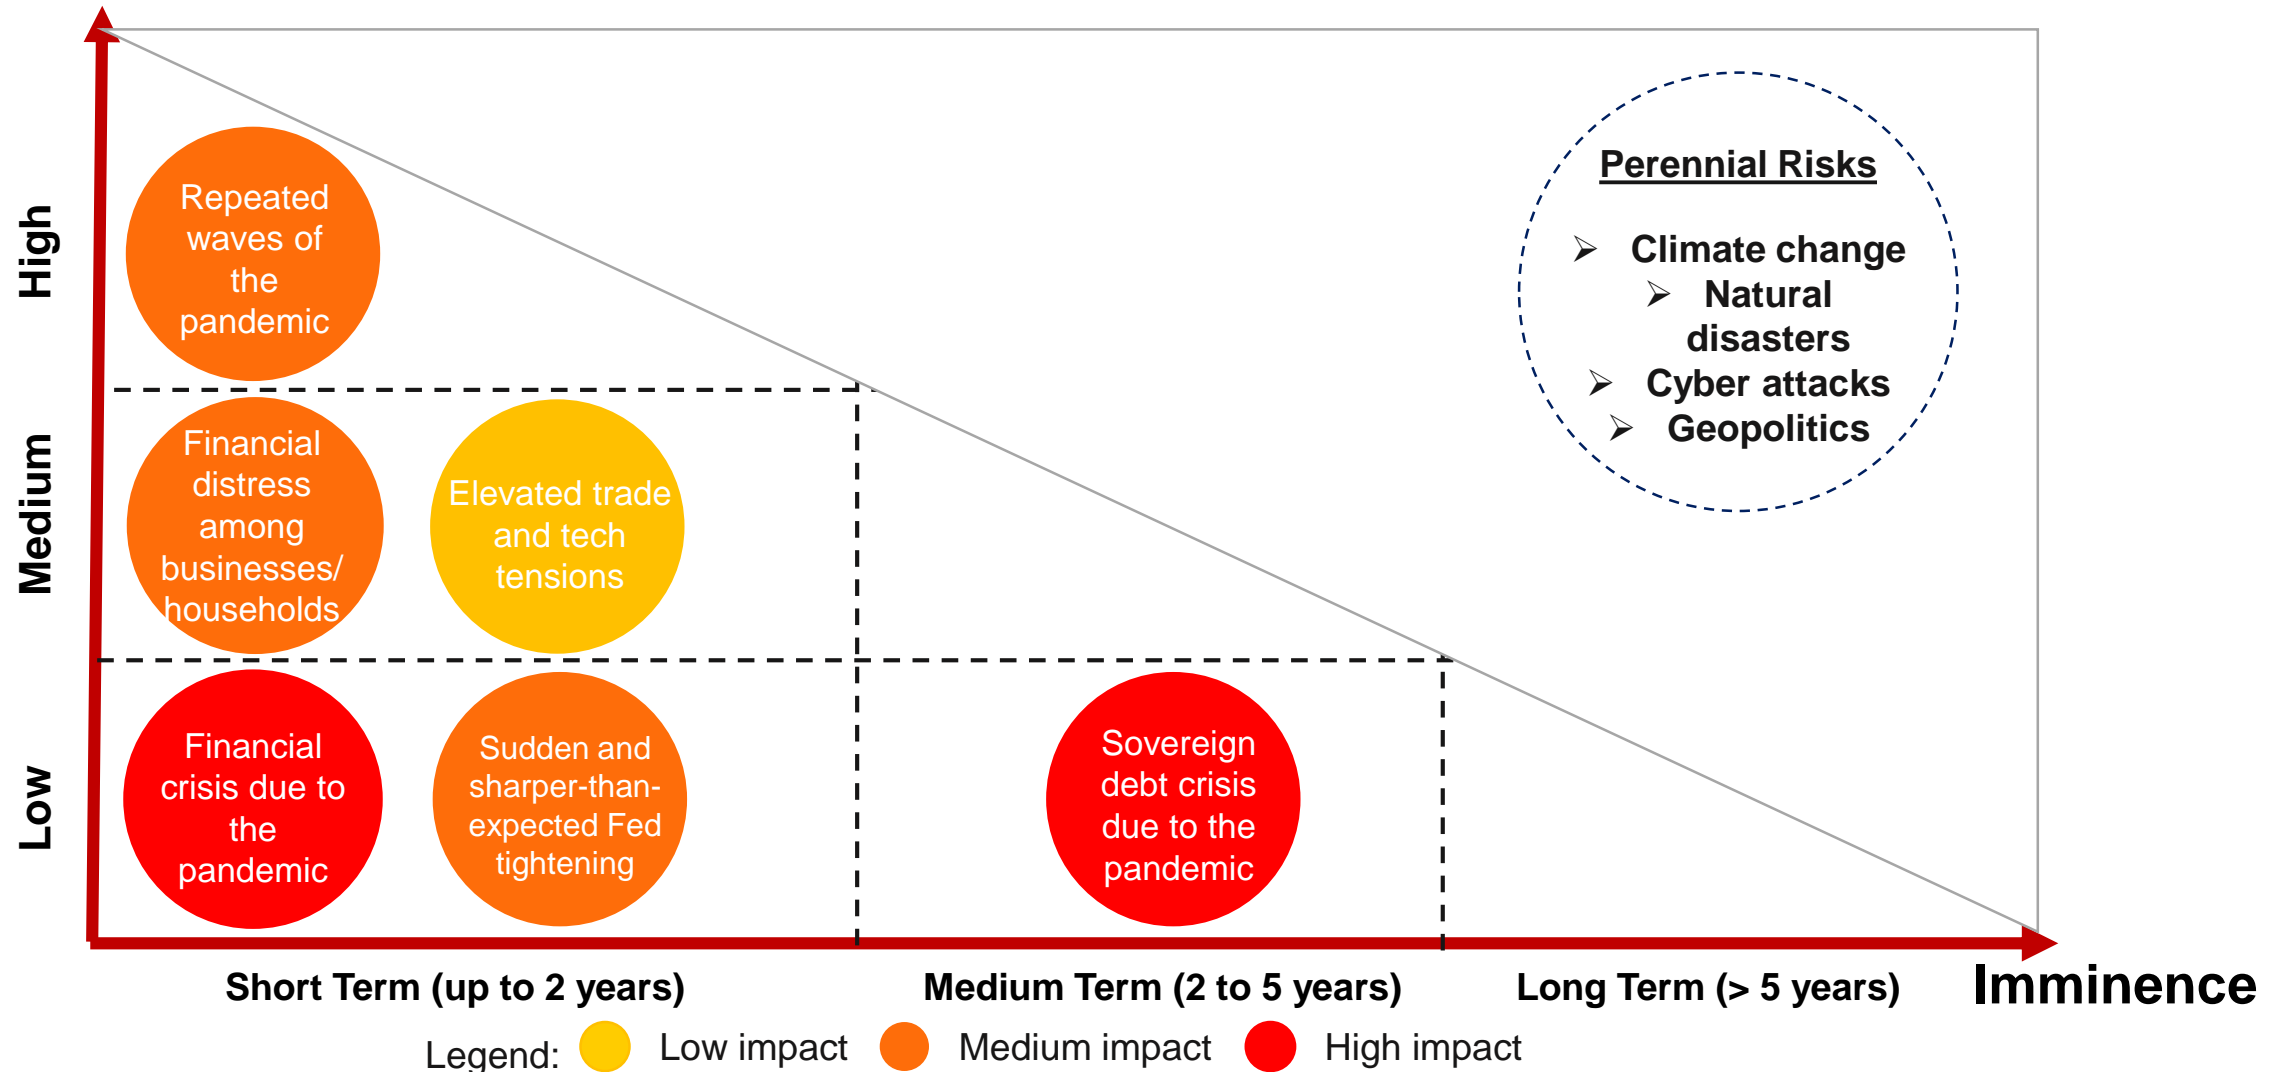 High
Medium
Low
Repeated
waves of
the
pandemic
Financial
distress
among
businesses/
households
Elevated trade
and tech
tensions
Financial
crisis due to
the
pandemic
Sudden and
sharper-than-
expected Fed
tightening
Sovereign
debt crisis
due to the
pandemic
Perennial Risks
➢ Climate change
➢ Natural
disasters
➢ Cyber attacks
➢ Geopolitics
Short Term (up to 2 years)
Medium Term (2 to 5 years)
Long Term (> 5 years)
Imminence
Legend:
Low impact
Medium impact
High impact